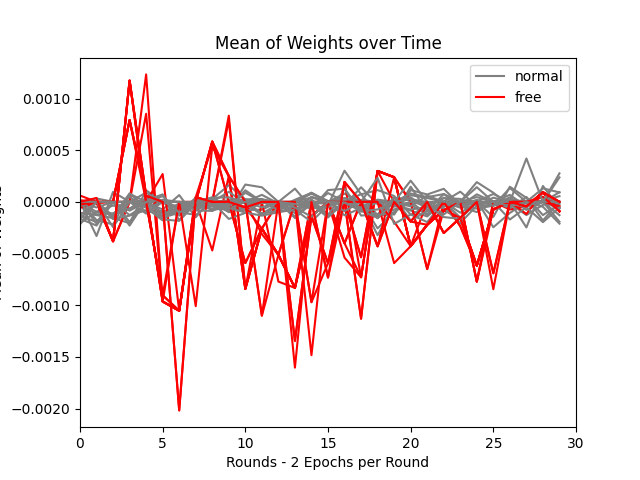 Mean of Weights over Time
normal
free
0.0010
0.0005
0.0000
−0.0005
−0.0010
−0.0015
−0.0020
0 5 10 15 20 25 30
Rounds - 2 Epochs per Round